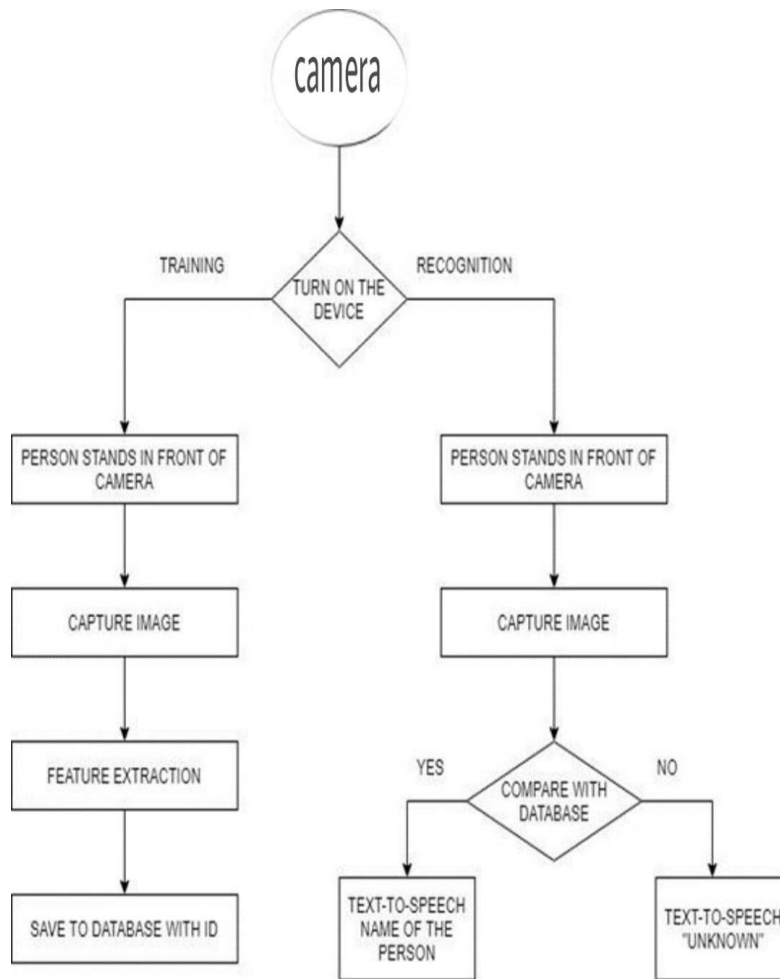 camera
TRAINING
RECOGNITION
TURN ON THE
DEVICE
PERSON STANDS IN FRONT OF
CAMERA
PERSON STANDS IN FRONT OF
CAMERA
CAPTURE IMAGE
CAPTURE IMAGE
FEATURE EXTRACTION
YES
NO
COMPARE WITH
DATABASE
SAVE TO DATABASE WITH ID
TEXT-TO-SPEECH
NAME OF THE
PERSON
TEXT-TO-SPEECH
"UNKNOWN"